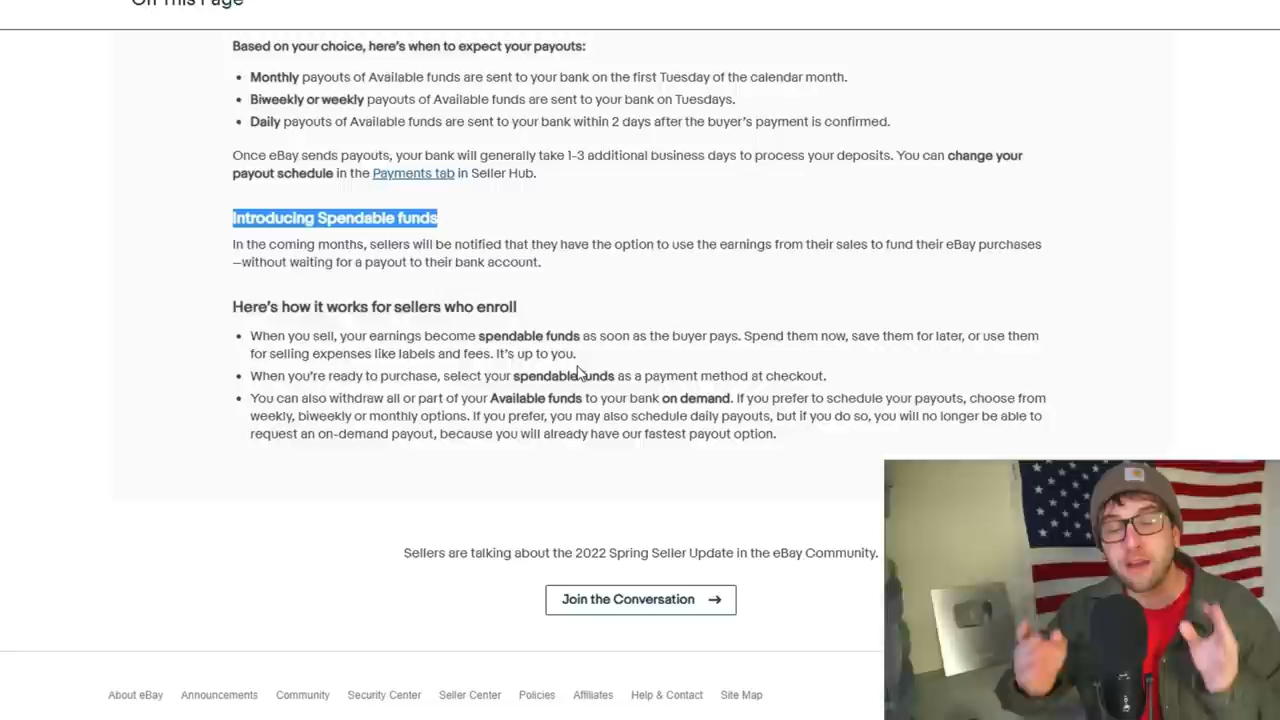 On This Page
Based on your choice, here's when to expect your payouts:
• Monthly payouts of Available funds are sent to your bank on the first Tuesday of the calendar month.
• Biweekly or weekly payouts of Available funds are sent to your bank on Tuesdays.
• Daily payouts of Available funds are sent to your bank within 2 days after the buyer's payment is confirmed.
Once eBay sends payouts, your bank will generally take 1-3 additional business days to process your deposits. You can change your
payout schedule in the Payments tab in Seller Hub.
Introducing Spendable funds
In the coming months, sellers will be notified that they have the option to use the earnings from their sales to fund their eBay purchases
—without waiting for a payout to their bank account.
Here's how it works for sellers who enroll
• When you sell, your earnings become spendable funds as soon as the buyer pays. Spend them now, save them for later, or use them
for selling expenses like labels and fees. It's up to you.
• When you're ready to purchase, select your spendable funds as a payment method at checkout.
• You can also withdraw all or part of your Available funds to your bank on demand. If you prefer to schedule your payouts, choose from
weekly, biweekly or monthly options. If you prefer, you may also schedule daily payouts, but if you do so, you will no longer be able to
request an on-demand payout, because you will already have our fastest payout option.
Sellers are talking about the 2022 Spring Seller Update in the eBay Community.
Join the Conversation →
About eBay Announcements Community Security Center Seller Center Policies Affiliates Help & Contact Site Map